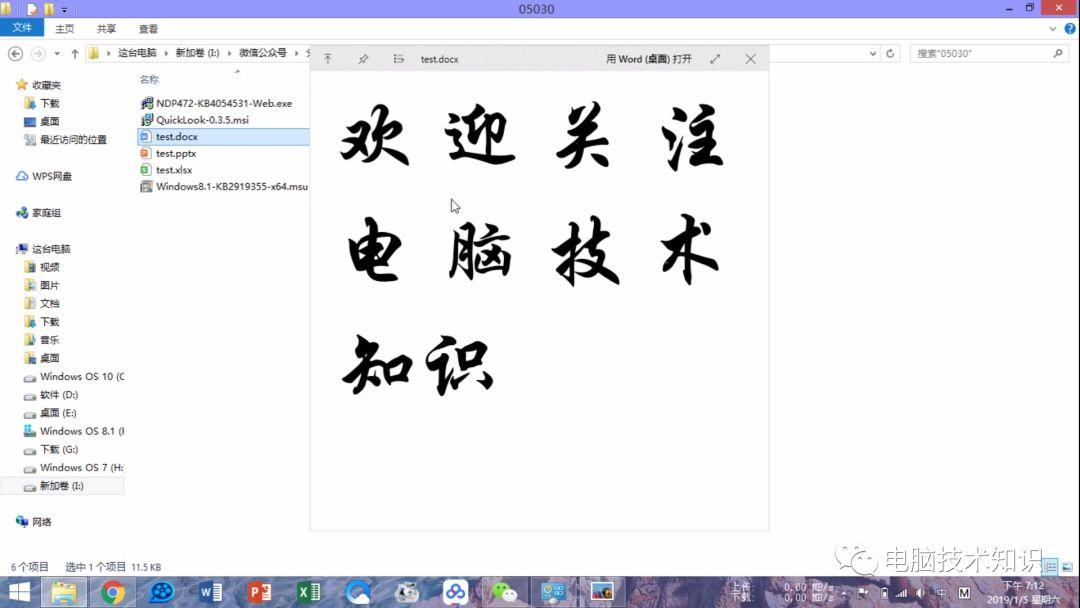 05030
文件 主页 共享 查看
这台电脑 新加卷 (I:) 微信公众号
搜索"05030"
test.docx 用 Word (桌面) 打开
收藏夹
下载
桌面
最近访问的位置
WPS网盘
家庭组
这台电脑
视频
图片
文档
下载
音乐
桌面
Windows OS 10 (C
软件 (D:)
桌面 (E:)
Windows OS 8.1 (F
下载 (G:)
Windows OS 7 (H:
新加卷 (I:)
网络
名称
NDP472-KB4054531-Web.exe
QuickLook-0.3.5.msi
test.docx
test.pptx
test.xlsx
Windows8.1-KB2919355-x64.msu
欢迎关注
电脑技术
知识
电脑技术知识
6 个项目 选中 1 个项目 11.5 KB
上传: 0.00 MB/s
下载: 0.00 MB/s
中 M
下午 7:12
2019/1/5 星期六